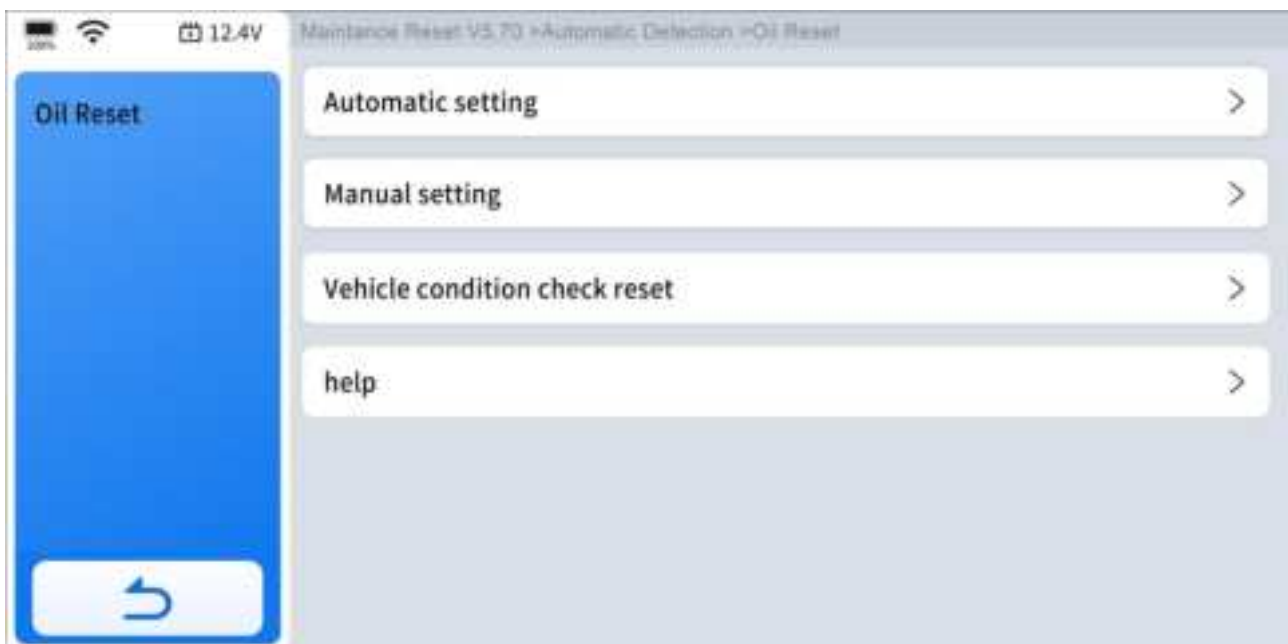 100%
12.4V
Maintance Reset V5.70 >Automatic Detection >Oil Reset
Oil Reset
Automatic setting
Manual setting
Vehicle condition check reset
help